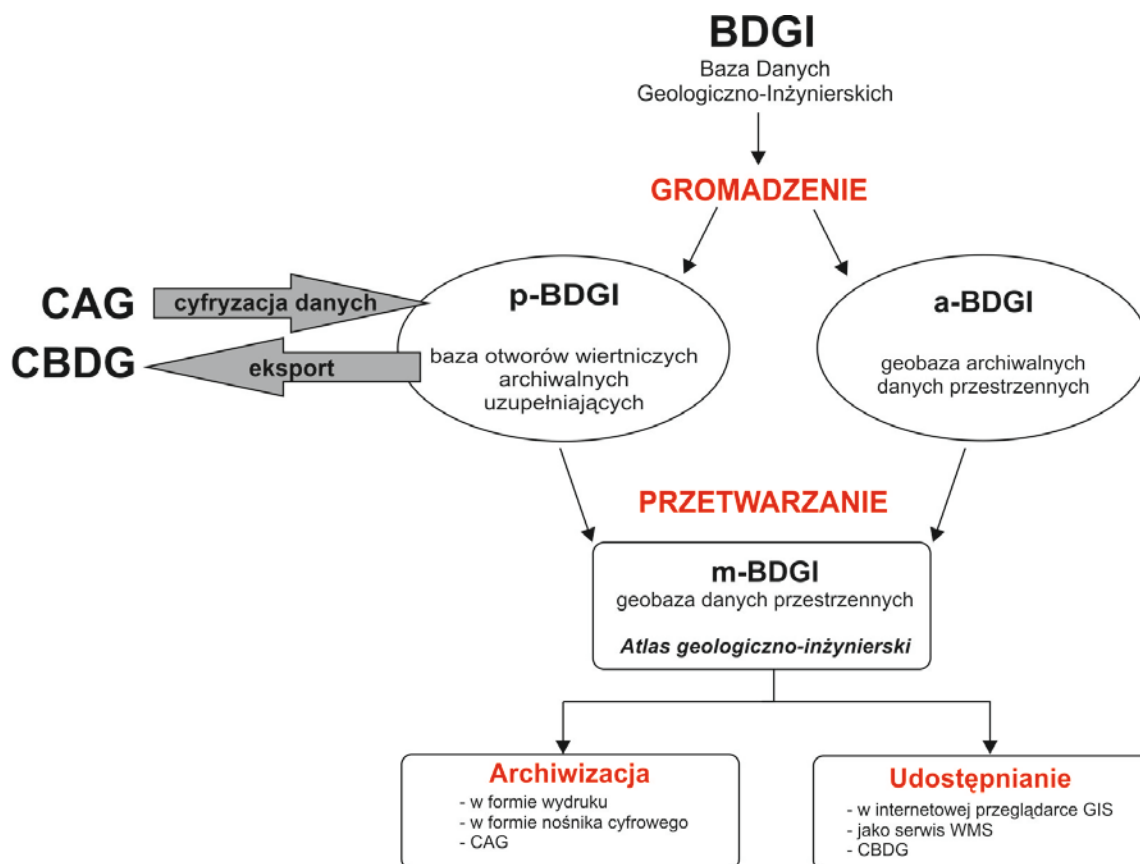 BDGI
Baza Danych
Geologiczno-Inżynierskich
GROMADZENIE
CAG
cyfryzacja danych
CBDG
eksport
p-BDGI
baza otworów wiertniczych
archiwalnych
uzupełniających
a-BDGI
geobaza archiwalnych
danych przestrzennych
PRZETWARZANIE
m-BDGI
geobaza danych przestrzennych
Atlas geologiczno-inżynierski
Archiwizacja
- w formie wydruku
- w formie nośnika cyfrowego
- CAG
Udostępnianie
- w internetowej przeglądarce GIS
- jako serwis WMS
- CBDG